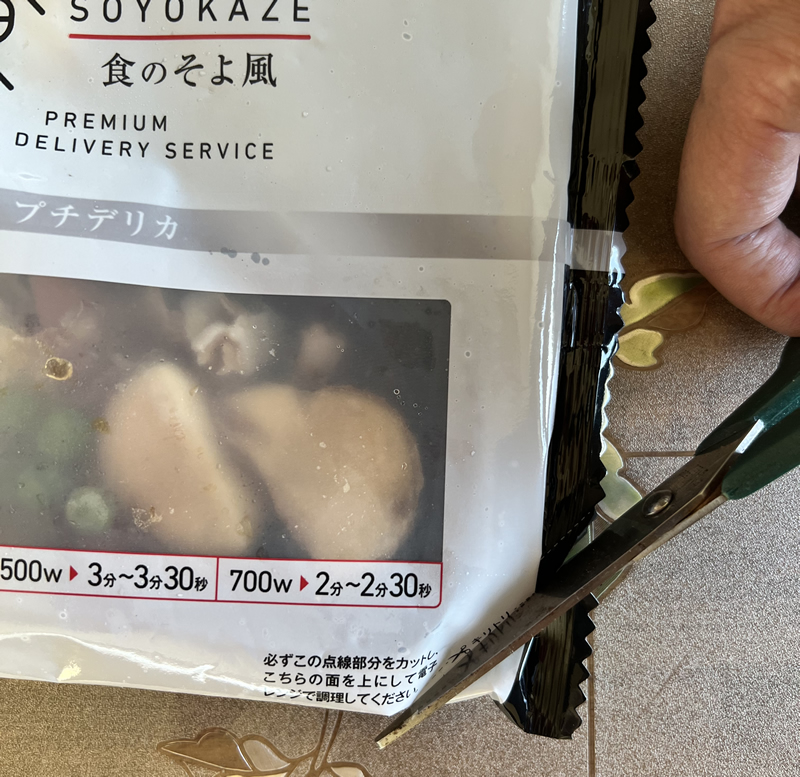 SOYOKAZE
食のそよ風
PREMIUM
DELIVERY SERVICE
プチデリカ
500w ▶ 3分〜3分30秒
700w ▶ 2分〜2分30秒
必ずこの点線部分をカットし、
こちらの面を上にして電子
レンジで調理してください